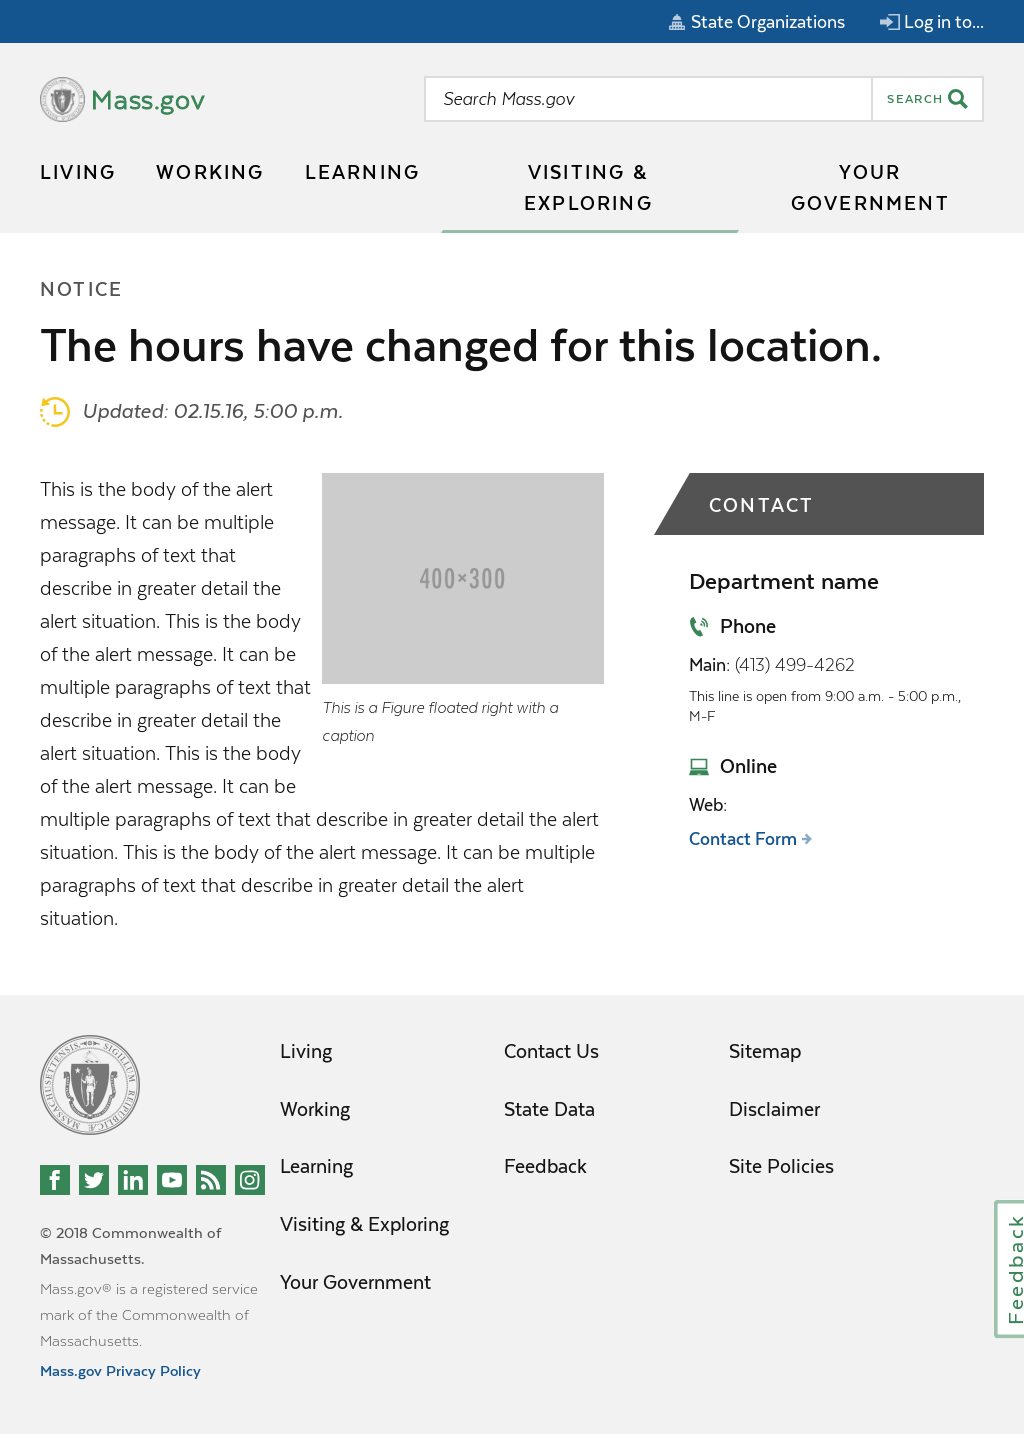 State Organizations
Log in to...
Mass.gov
Search Mass.gov
SEARCH
LIVING
WORKING
LEARNING
VISITING &
EXPLORING
YOUR
GOVERNMENT
NOTICE
The hours have changed for this location.
Updated: 02.15.16, 5:00 p.m.
This is the body of the alert
message. It can be multiple
paragraphs of text that
describe in greater detail the
alert situation. This is the body
of the alert message. It can be
multiple paragraphs of text that
describe in greater detail the
alert situation. This is the body
of the alert message. It can be
multiple paragraphs of text that describe in greater detail the alert
situation. This is the body of the alert message. It can be multiple
paragraphs of text that describe in greater detail the alert
situation.
400×300
This is a Figure floated right with a
caption
CONTACT
Department name
Phone
Main: (413) 499-4262
This line is open from 9:00 a.m. - 5:00 p.m.,
M-F
Online
Web:
Contact Form
Living
Working
Learning
Visiting & Exploring
Your Government
Contact Us
State Data
Feedback
Sitemap
Disclaimer
Site Policies
© 2018 Commonwealth of
Massachusetts.
Mass.gov® is a registered service
mark of the Commonwealth of
Massachusetts.
Mass.gov Privacy Policy
Feedback